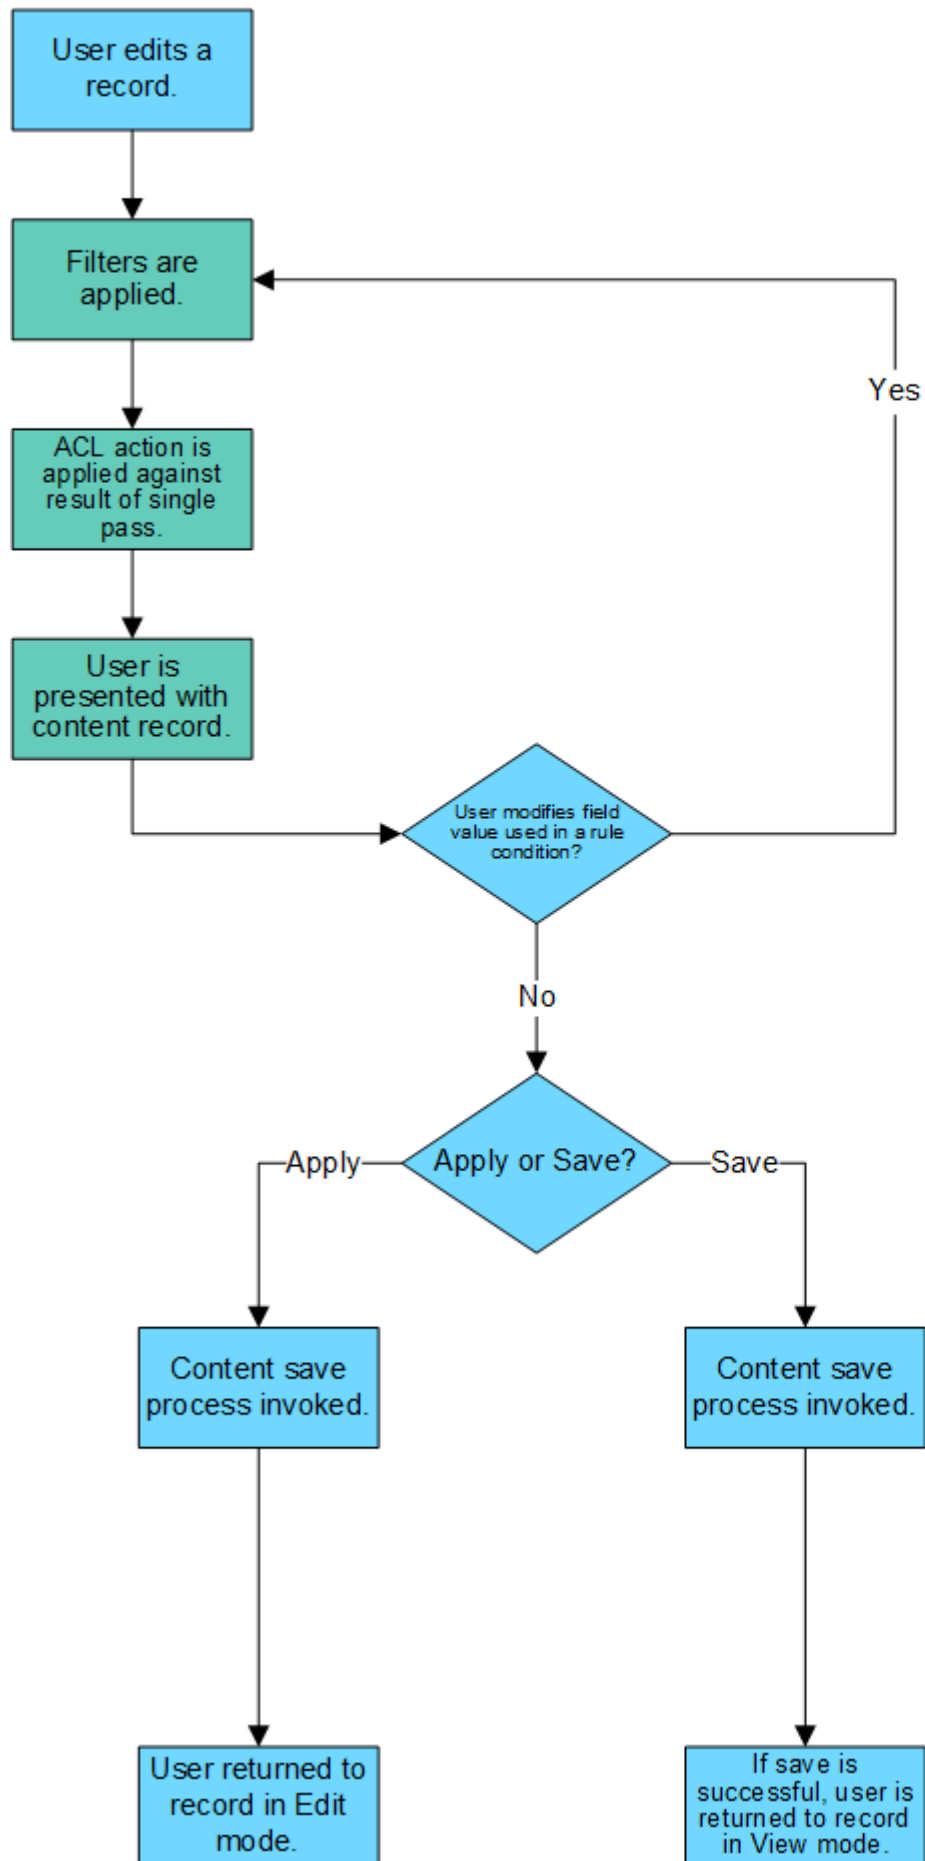 User edits a
record.
Filters are
applied.
Yes
ACL action is
applied against
result of single
pass.
User is
presented with
content record.
User modifies field
value used in a rule
condition?
No
Apply
Apply or Save?
Save
Content save
process invoked.
Content save
process invoked.
User returned to
record in Edit
mode.
If save is
successful, user is
returned to record
in View mode.